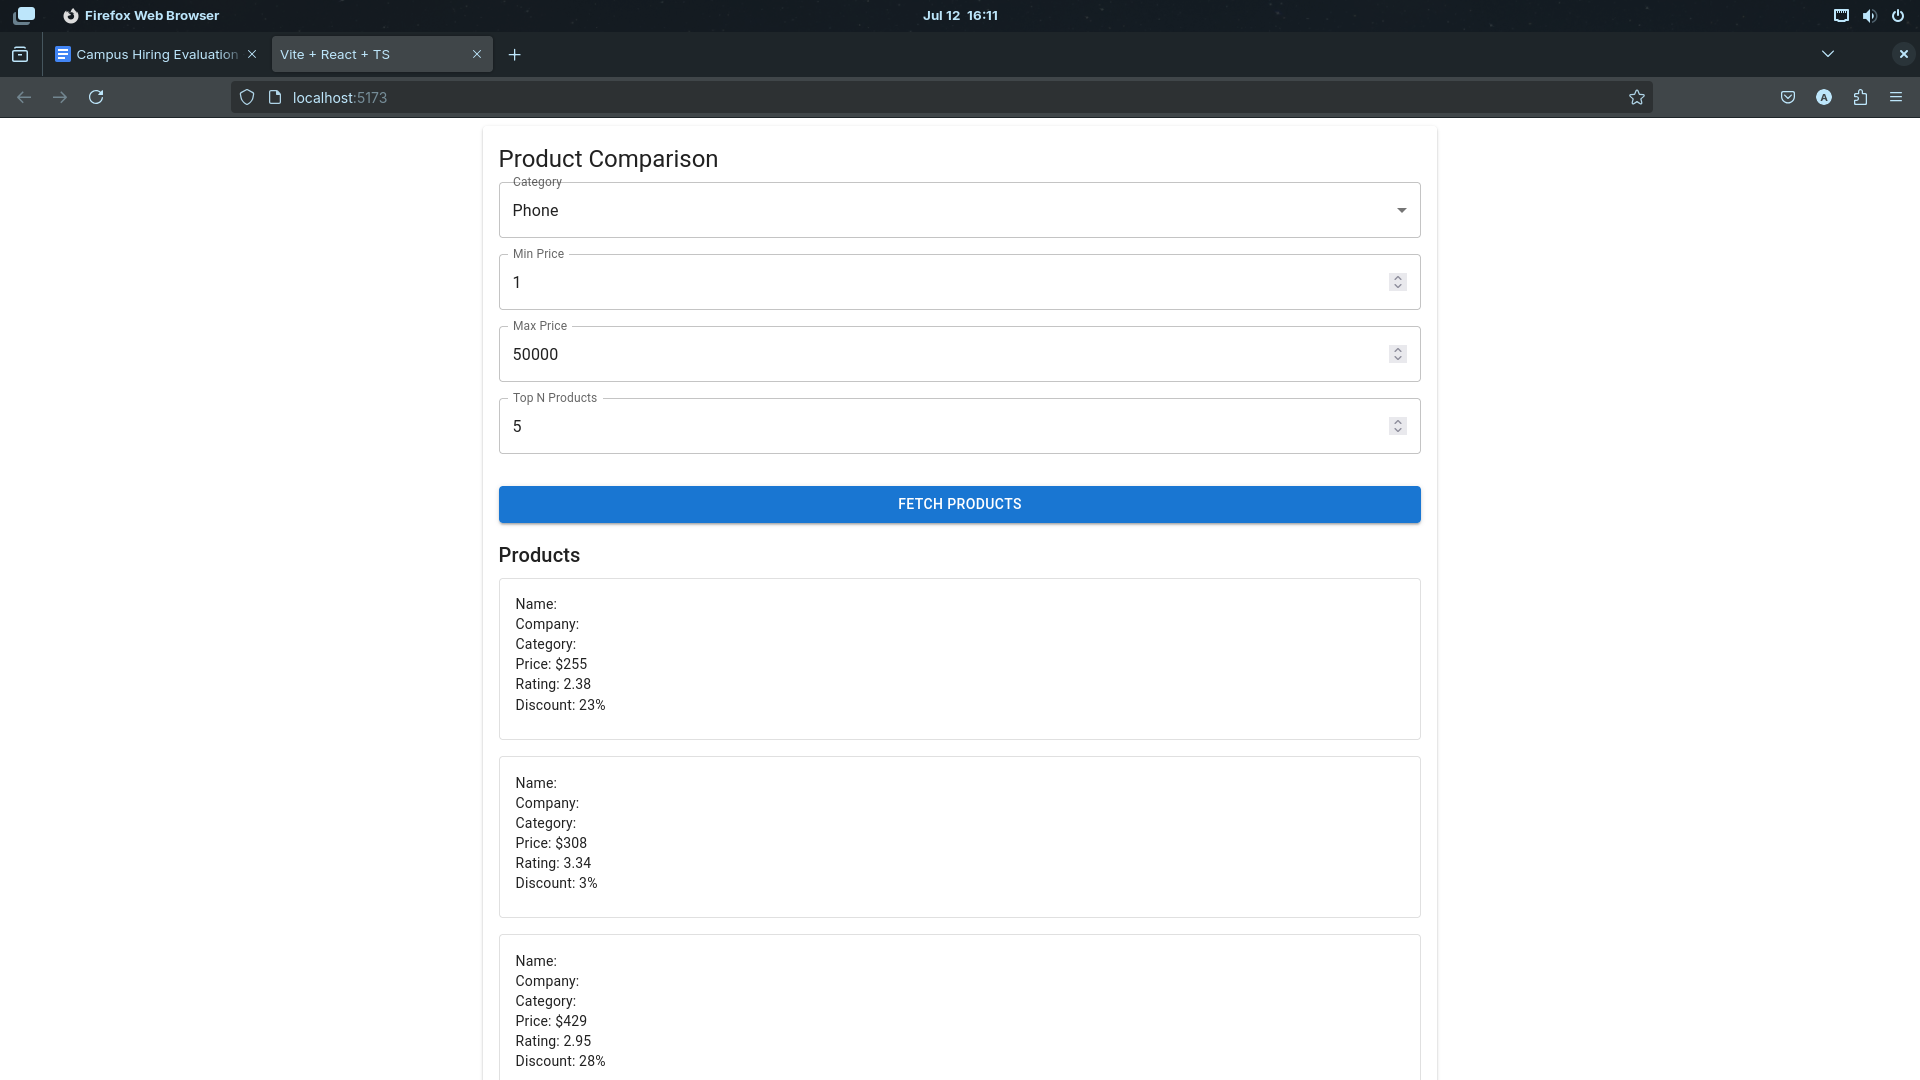 Firefox Web Browser
Jul 12 16:11
Campus Hiring Evaluation
Vite + React + TS
localhost:5173
A
Product Comparison
Category
Phone
Min Price
1
Max Price
50000
Top N Products
5
FETCH PRODUCTS
Products
Name:
Company:
Category:
Price: $255
Rating: 2.38
Discount: 23%
Name:
Company:
Category:
Price: $308
Rating: 3.34
Discount: 3%
Name:
Company:
Category:
Price: $429
Rating: 2.95
Discount: 28%